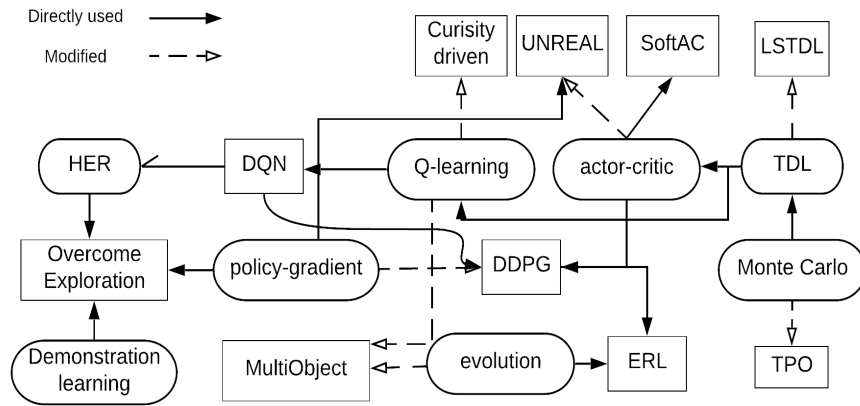 Directly used
Modified
Curisity
driven
UNREAL
SoftAC
LSTDL
HER
DQN
Q-learning
actor-critic
TDL
Overcome
Exploration
policy-gradient
DDPG
Monte Carlo
Demonstration
learning
MultiObject
evolution
ERL
TPO